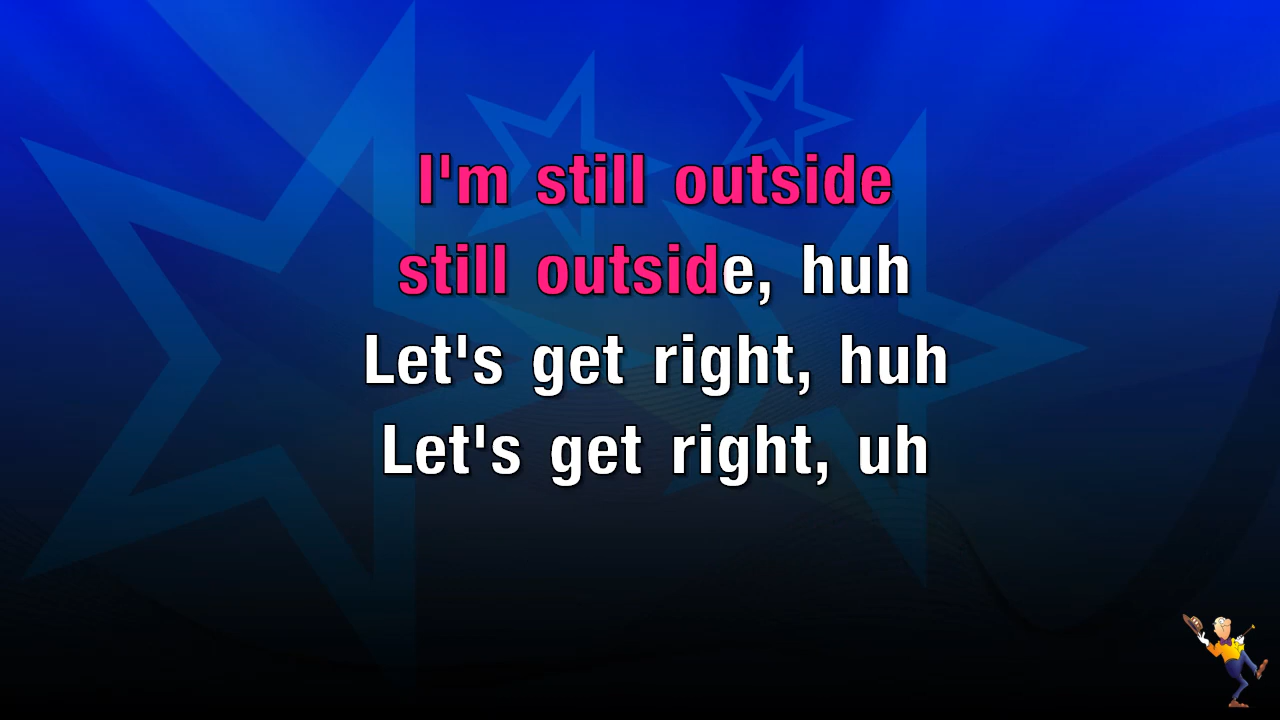 I'm still outside
still outside, huh
Let's get right, huh
Let's get right, uh